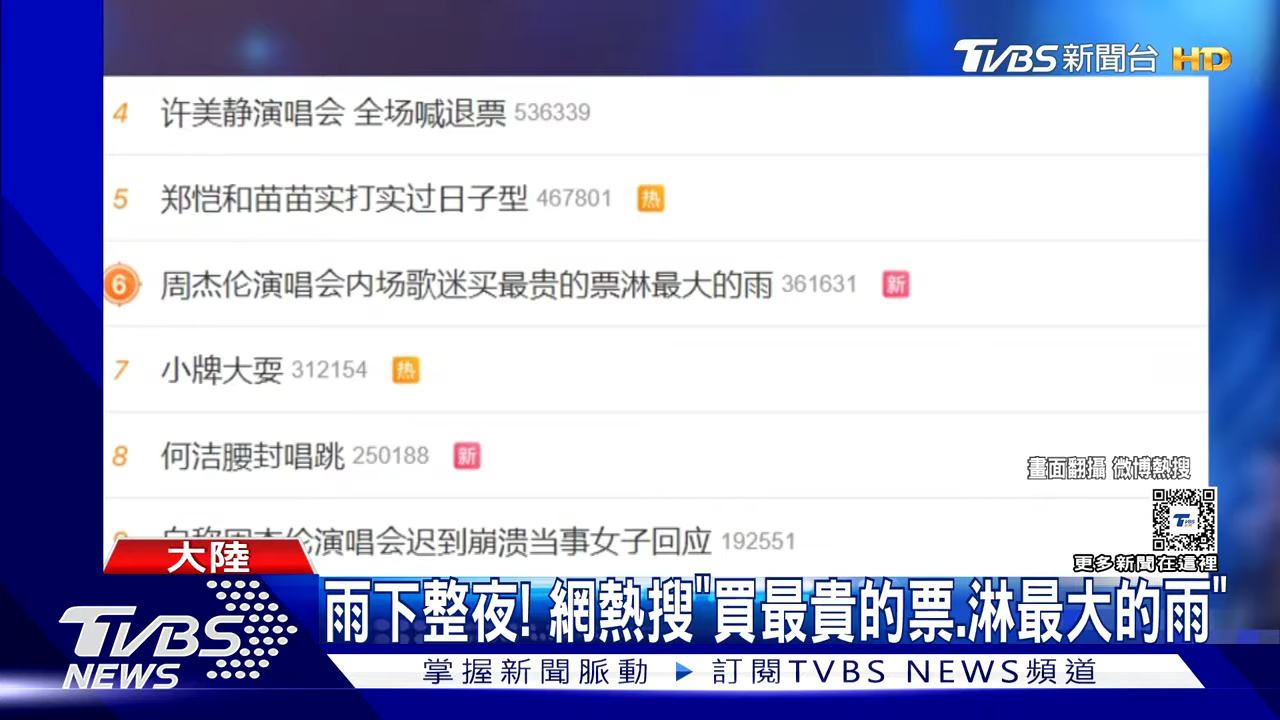 TVBS新聞台 HD
4 许美静演唱会 全场喊退票 536339
5 郑恺和苗苗实打实过日子型 467801 热
6 周杰伦演唱会内场歌迷买最贵的票淋最大的雨 361631 新
7 小牌大耍 312154 热
8 何洁腰封唱跳 250188 新
畫面翻攝 微博熱搜
自称周杰伦演唱会迟到崩溃当事女子回应 192551
TVBS
更多新聞在這裡
大陸
雨下整夜! 網熱搜"買最貴的票.淋最大的雨"
TVBS NEWS
掌握新聞脈動 ▶ 訂閱TVBS NEWS頻道